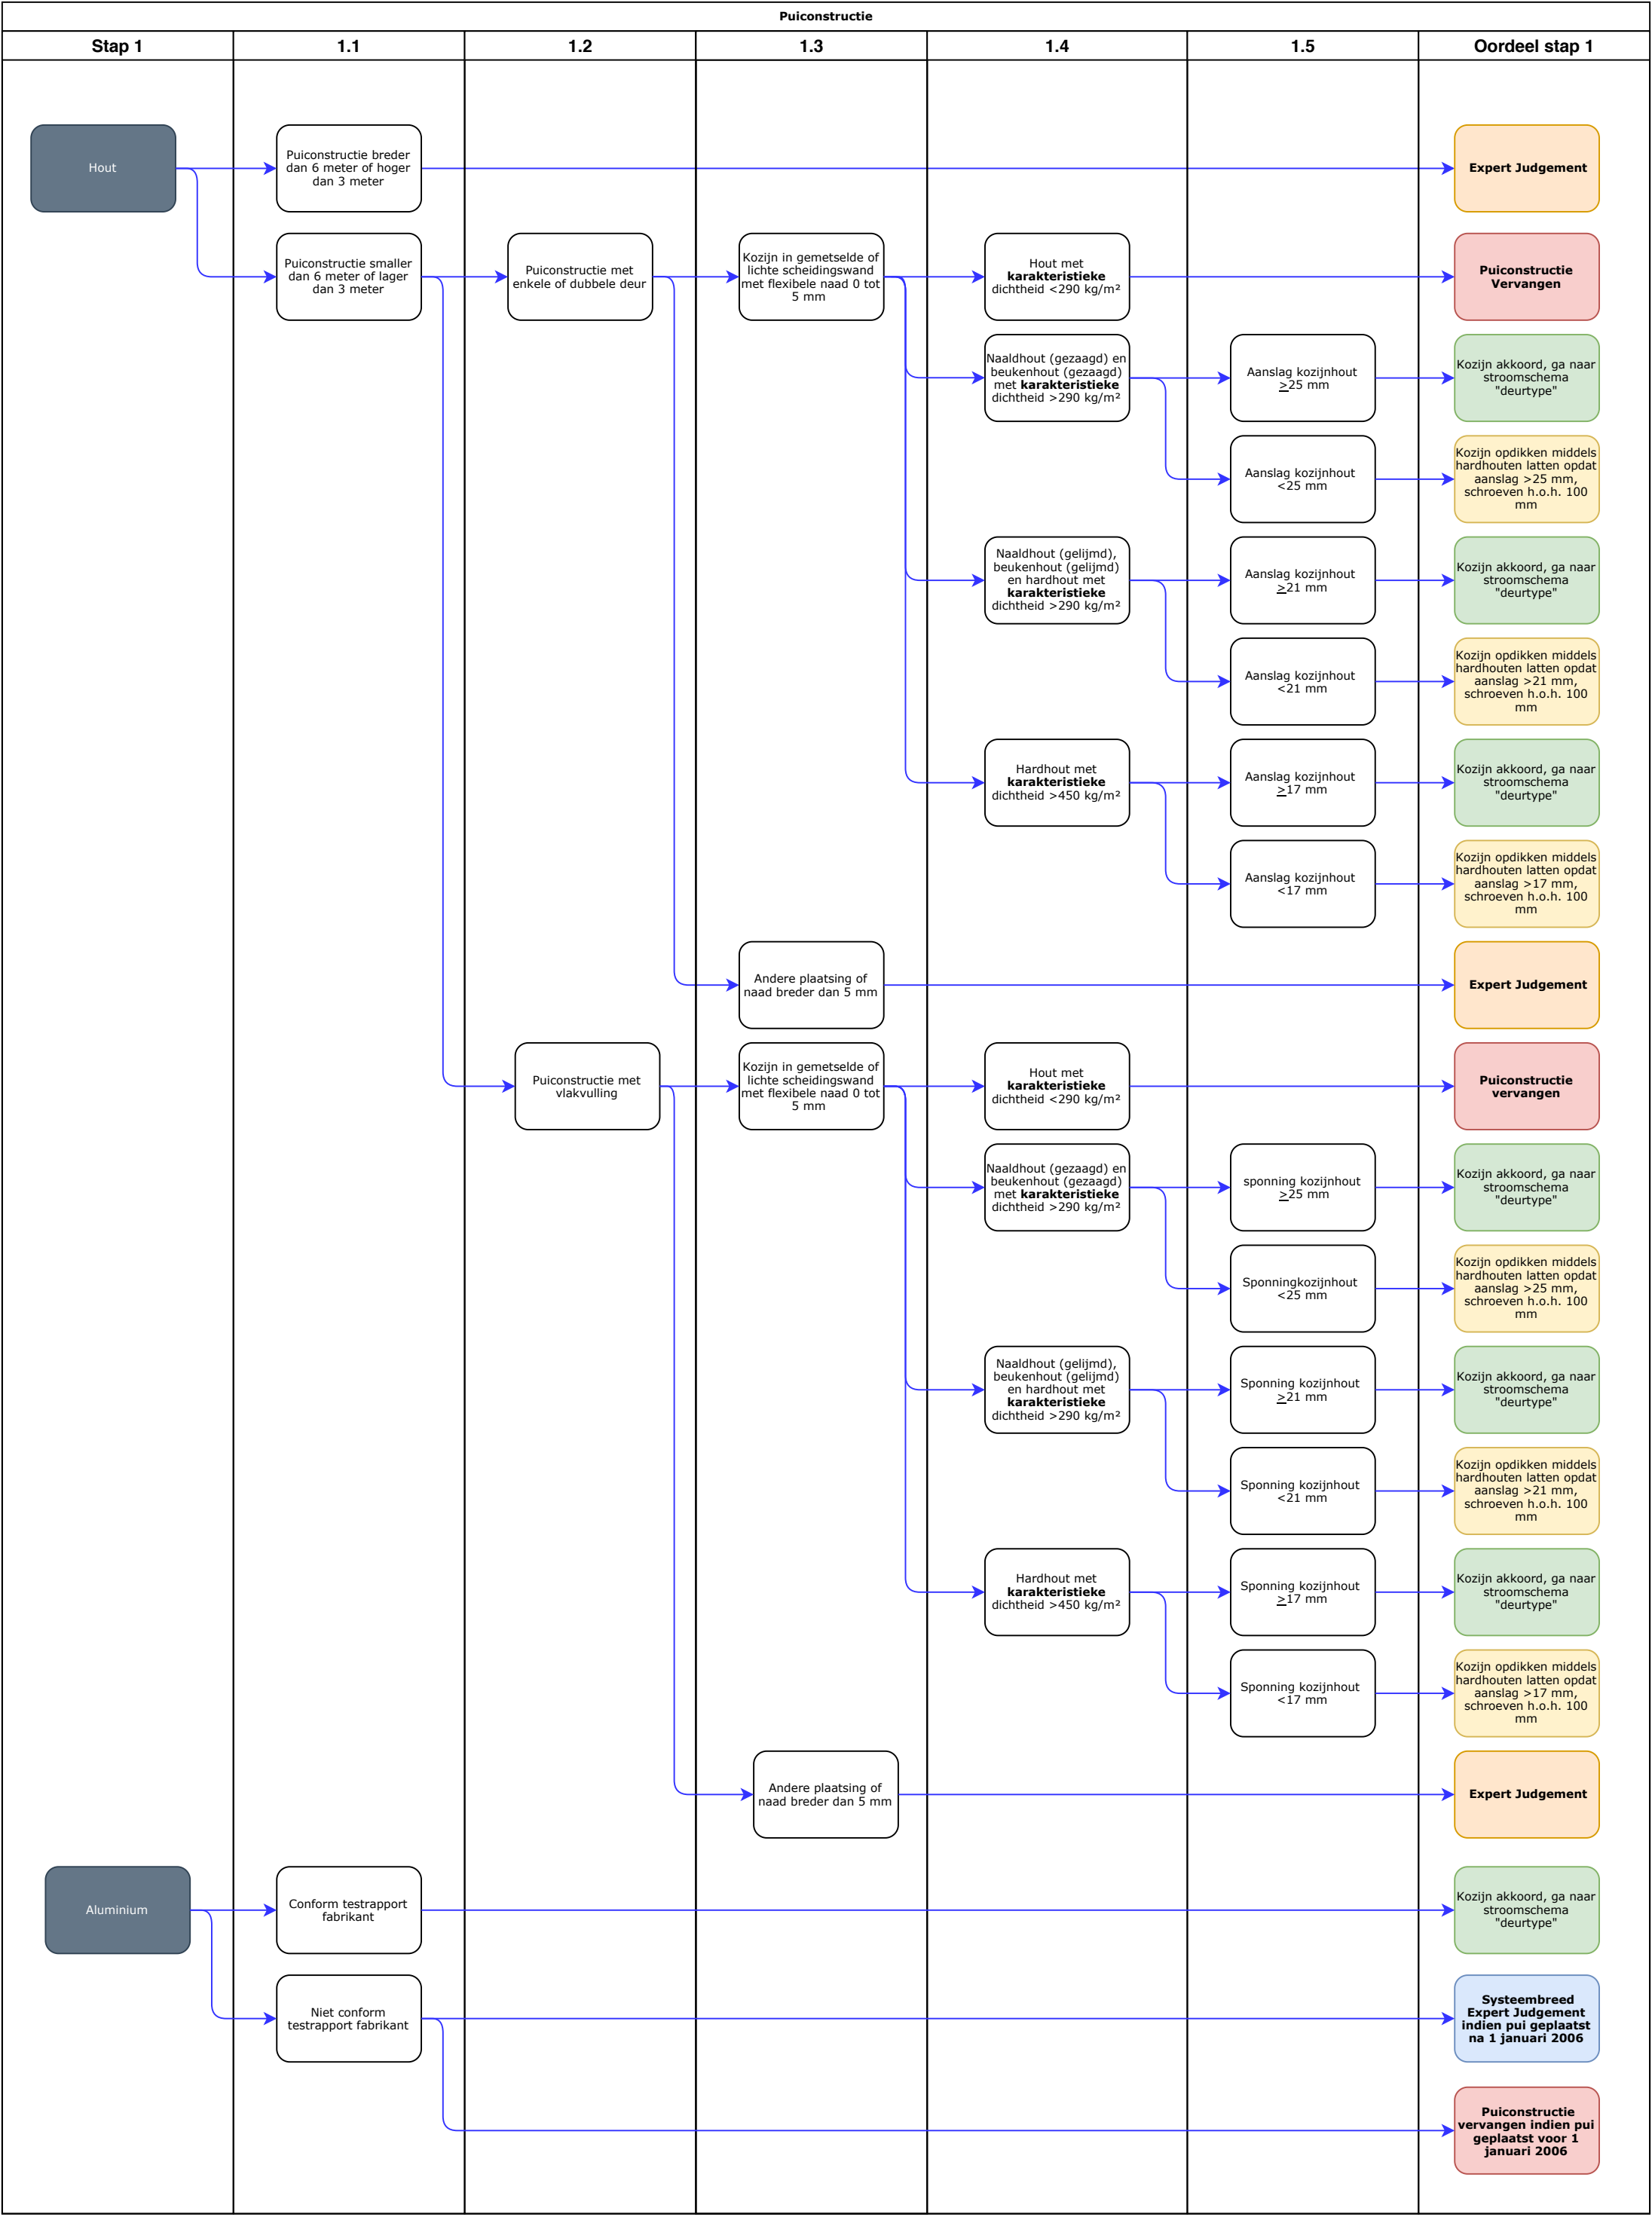 Puiconstructie
Stap 1
1.1
1.2
1.3
1.4
1.5
Oordeel stap 1
Hout
Puiconstructie breder
dan 6 meter of hoger
dan 3 meter
Expert Judgement
Puiconstructie smaller
dan 6 meter of lager
dan 3 meter
Puiconstructie met
enkele of dubbele deur
Kozijn in gemetselde of
lichte scheidingswand
met flexibele naad 0 tot
5 mm
Hout met
karakteristieke
dichtheid <290 kg/m²
Puiconstructie
Vervangen
Naaldhout (gezaagd) en
beukenhout (gezaagd)
met karakteristieke
dichtheid >290 kg/m²
Aanslag kozijnhout
>25 mm
Kozijn akkoord, ga naar
stroomschema
"deurtype"
Aanslag kozijnhout
<25 mm
Kozijn opdikken middels
hardhouten latten opdat
aanslag >25 mm,
schroeven h.o.h. 100
mm
Naaldhout (gelijmd),
beukenhout (gelijmd)
en hardhout met
karakteristieke
dichtheid >290 kg/m²
Aanslag kozijnhout
>21 mm
Kozijn akkoord, ga naar
stroomschema
"deurtype"
Aanslag kozijnhout
<21 mm
Kozijn opdikken middels
hardhouten latten opdat
aanslag >21 mm,
schroeven h.o.h. 100
mm
Hardhout met
karakteristieke
dichtheid >450 kg/m²
Aanslag kozijnhout
>17 mm
Kozijn akkoord, ga naar
stroomschema
"deurtype"
Aanslag kozijnhout
<17 mm
Kozijn opdikken middels
hardhouten latten opdat
aanslag >17 mm,
schroeven h.o.h. 100
mm
Andere plaatsing of
naad breder dan 5 mm
Expert Judgement
Puiconstructie met
vlakvulling
Kozijn in gemetselde of
lichte scheidingswand
met flexibele naad 0 tot
5 mm
Hout met
karakteristieke
dichtheid <290 kg/m²
Puiconstructie
vervangen
Naaldhout (gezaagd) en
beukenhout (gezaagd)
met karakteristieke
dichtheid >290 kg/m²
sponning kozijnhout
>25 mm
Kozijn akkoord, ga naar
stroomschema
"deurtype"
Sponningkozijnhout
<25 mm
Kozijn opdikken middels
hardhouten latten opdat
aanslag >25 mm,
schroeven h.o.h. 100
mm
Naaldhout (gelijmd),
beukenhout (gelijmd)
en hardhout met
karakteristieke
dichtheid >290 kg/m²
Sponning kozijnhout
>21 mm
Kozijn akkoord, ga naar
stroomschema
"deurtype"
Sponning kozijnhout
<21 mm
Kozijn opdikken middels
hardhouten latten opdat
aanslag >21 mm,
schroeven h.o.h. 100
mm
Hardhout met
karakteristieke
dichtheid >450 kg/m²
Sponning kozijnhout
>17 mm
Kozijn akkoord, ga naar
stroomschema
"deurtype"
Sponning kozijnhout
<17 mm
Kozijn opdikken middels
hardhouten latten opdat
aanslag >17 mm,
schroeven h.o.h. 100
mm
Andere plaatsing of
naad breder dan 5 mm
Expert Judgement
Aluminium
Conform testrapport
fabrikant
Kozijn akkoord, ga naar
stroomschema
"deurtype"
Niet conform
testrapport fabrikant
Systeembreed
Expert Judgement
indien pui geplaatst
na 1 januari 2006
Puiconstructie
vervangen indien pui
geplaatst voor 1
januari 2006